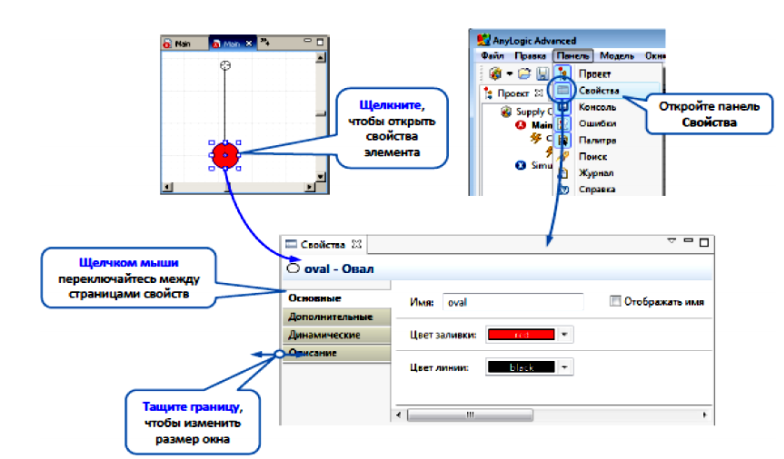 Main
Main
AnyLogic Advanced
Файл Правка Панель Модель Окно
Проект
Проект
Свойства
Supply C
Консоль
Main
Ошибки
Палитра
Поиск
Simu
Журнал
Справка
Щелкните,
чтобы открыть
свойства
элемента
Откройте панель
Свойства
Свойства
oval - Овал
Щелчком мыши
переключайтесь между
страницами свойств
Основные
Дополнительные
Динамические
Описание
Имя: oval
Отображать имя
Цвет заливки: red
Цвет линии: black
Тащите границу,
чтобы изменить
размер окна